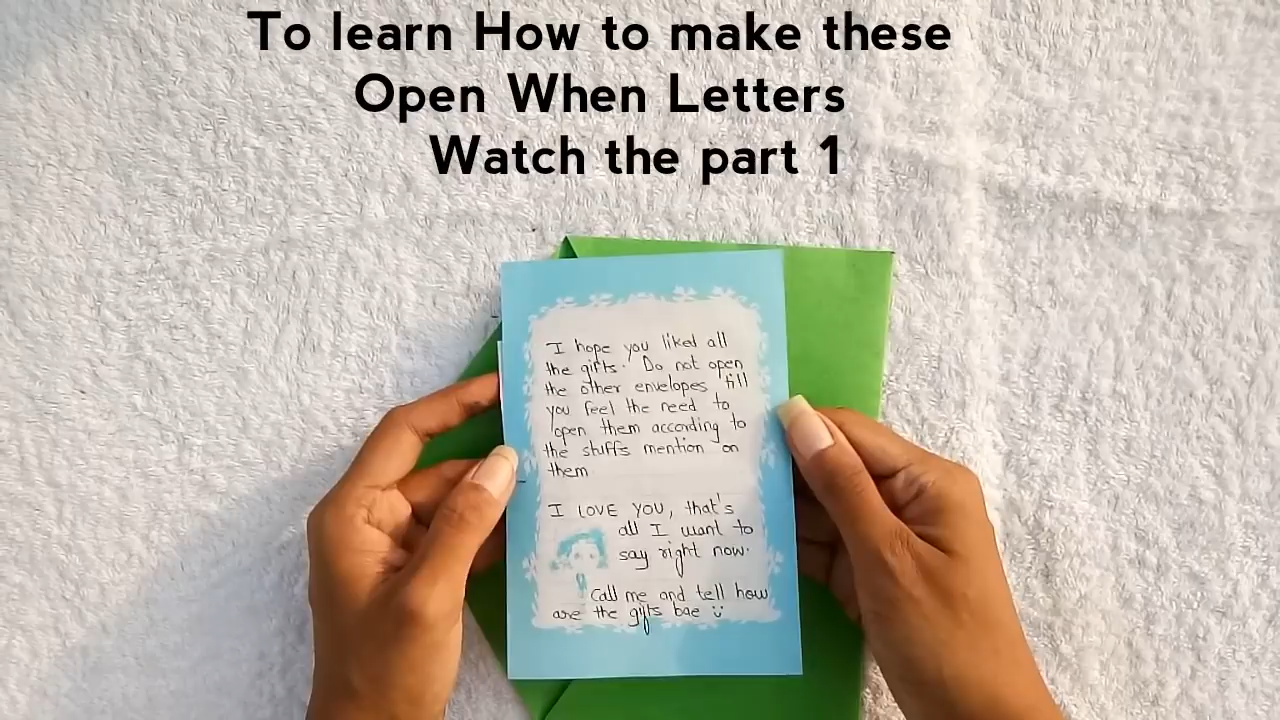 To learn How to make these
Open When Letters
Watch the part 1
I hope you liked all
the gifts. Do not open
the other envelopes till
you feel the need to
open them according to
the stuffs mention on
them
I LOVE YOU, that's
all I want to
say right now.
Call me and tell how
are the gifts bae